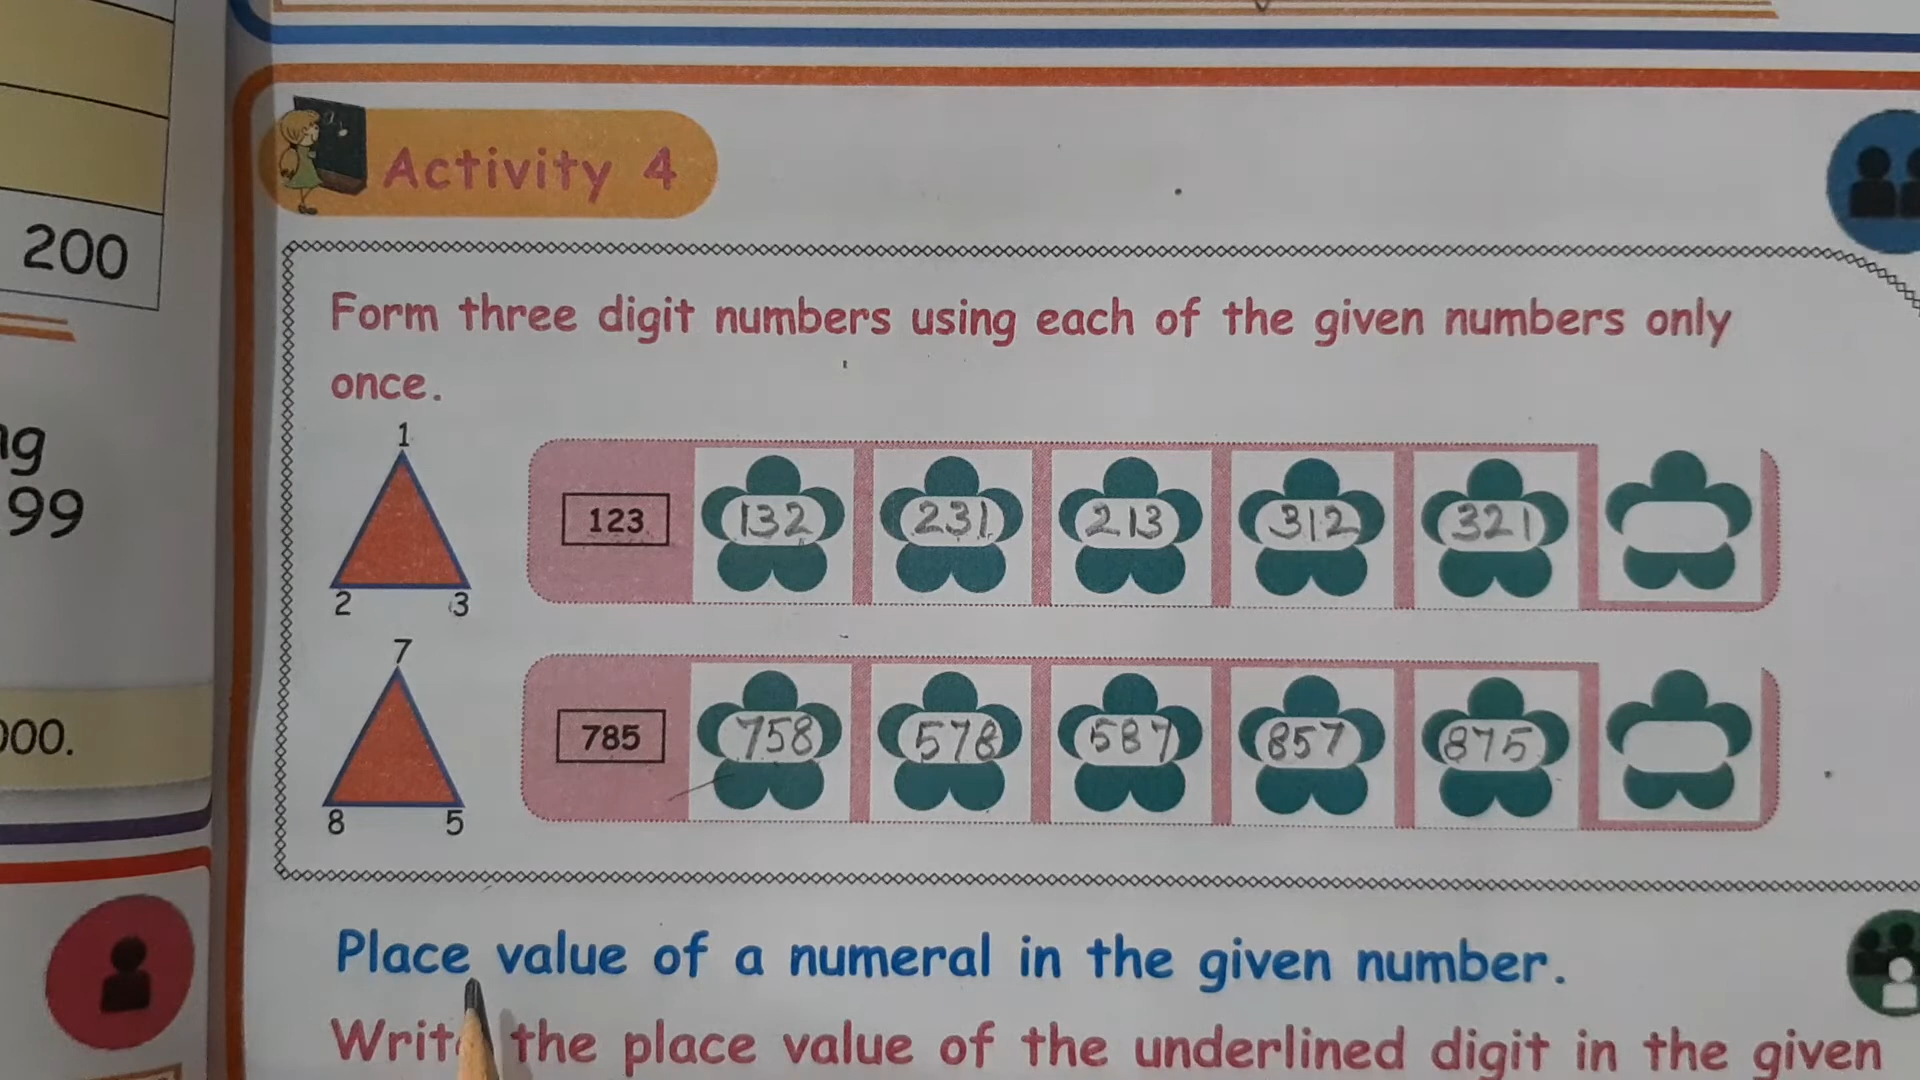 200
ng
99
000.
Activity 4
Form three digit numbers using each of the given numbers only
once.
1
2 3
123 132 231 213 312 321
7
8 5
785 758 578 587 857 875
Place value of a numeral in the given number.
Write the place value of the underlined digit in the given